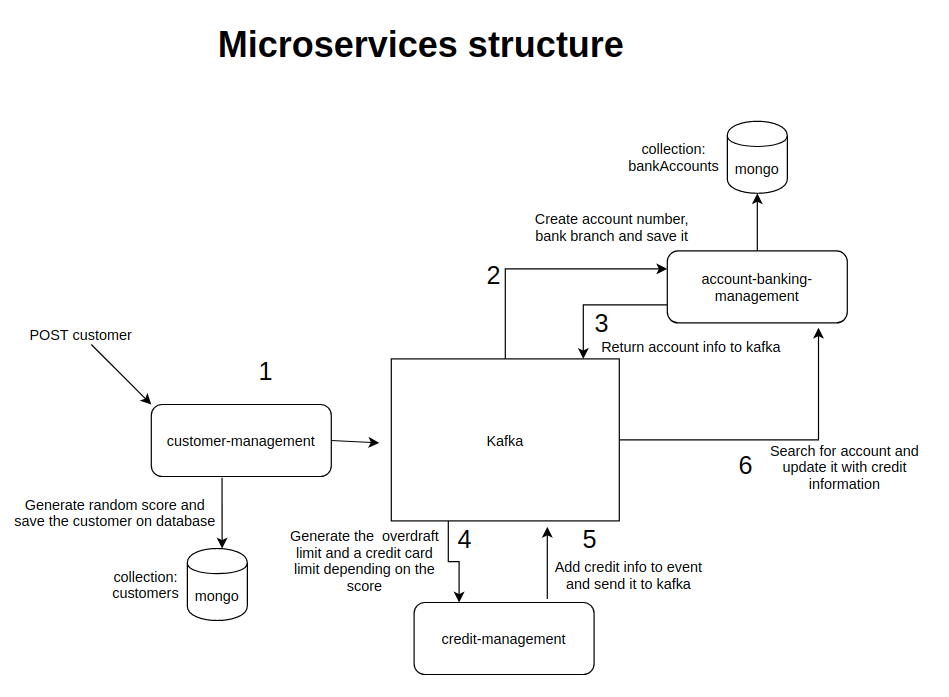 Microservices structure
collection:
bankAccounts
mongo
Create account number,
bank branch and save it
2
account-banking-
management
3
Return account info to kafka
POST customer
1
customer-management
Kafka
6
Search for account and
update it with credit
information
Generate random score and
save the customer on database
collection:
customers
mongo
Generate the  overdraft
limit and a credit card
limit depending on the
score
4
5
Add credit info to event
and send it to kafka
credit-management